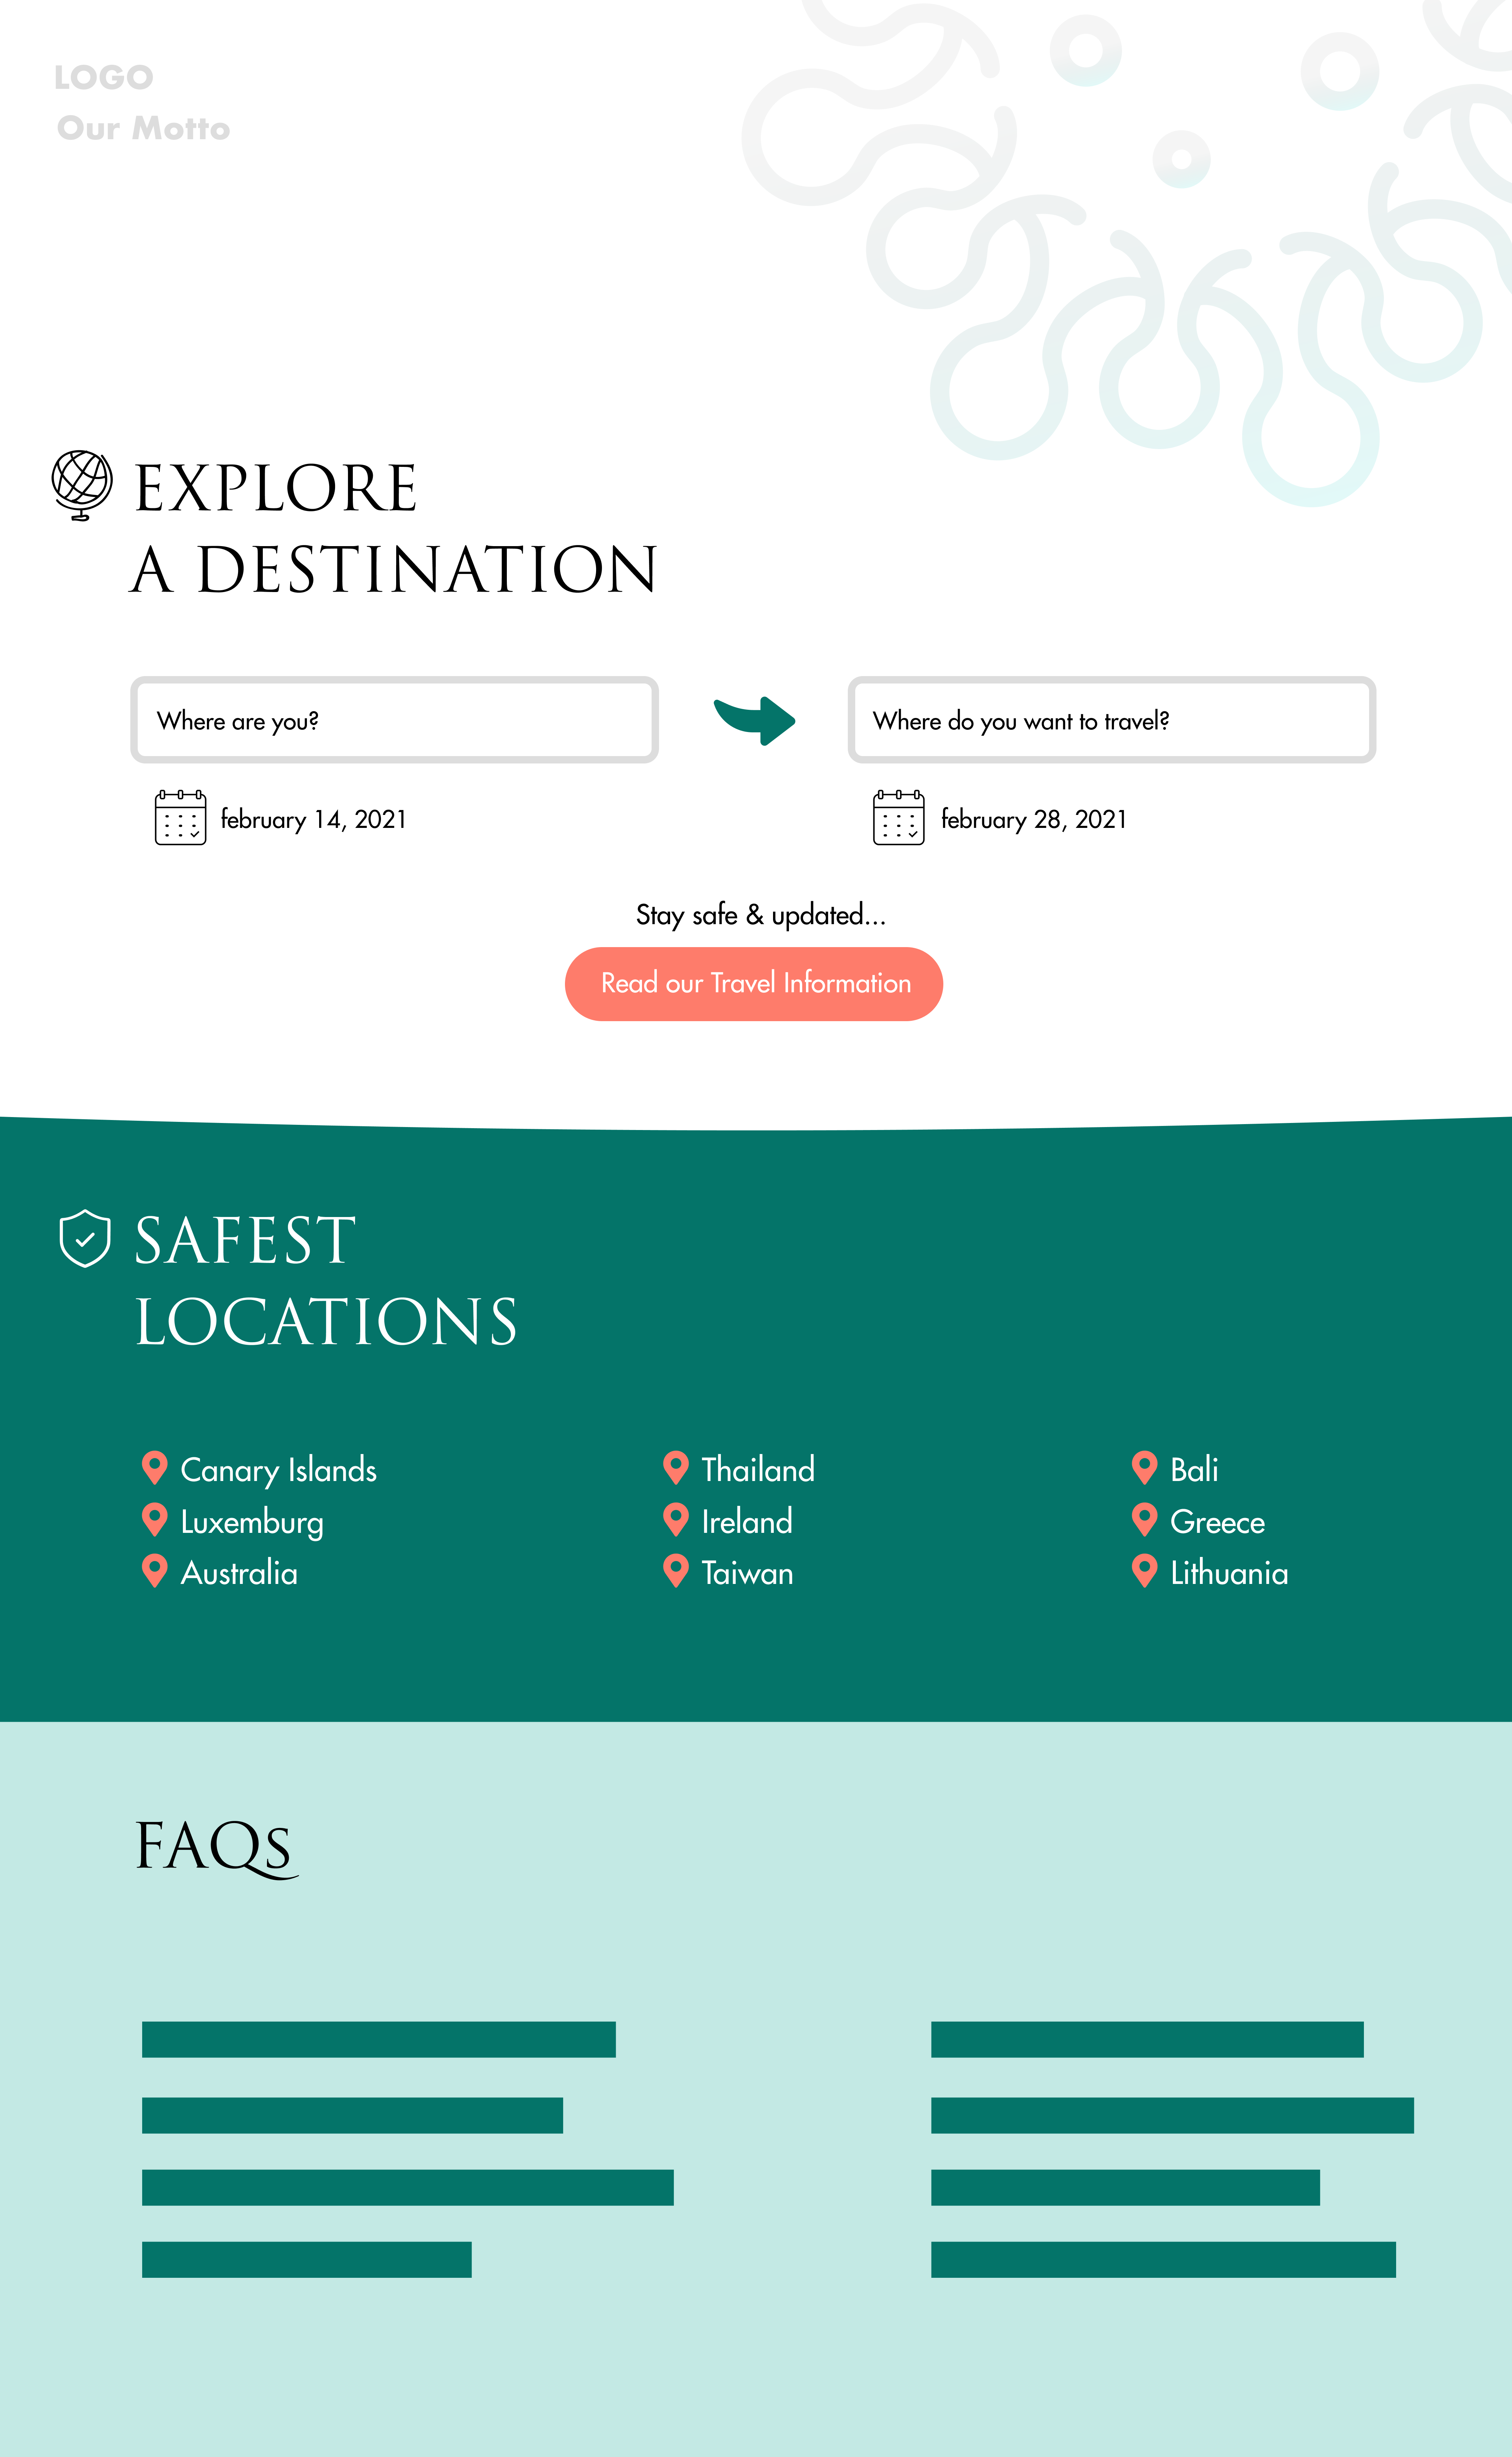 LOGO
Our Motto
EXPLORE
A DESTINATION
Where are you?
Where do you want to travel?
february 14, 2021
february 28, 2021
Stay safe & updated...
Read our Travel Information
SAFEST
LOCATIONS
Canary Islands
Luxemburg
Australia
Thailand
Ireland
Taiwan
Bali
Greece
Lithuania
FAQs